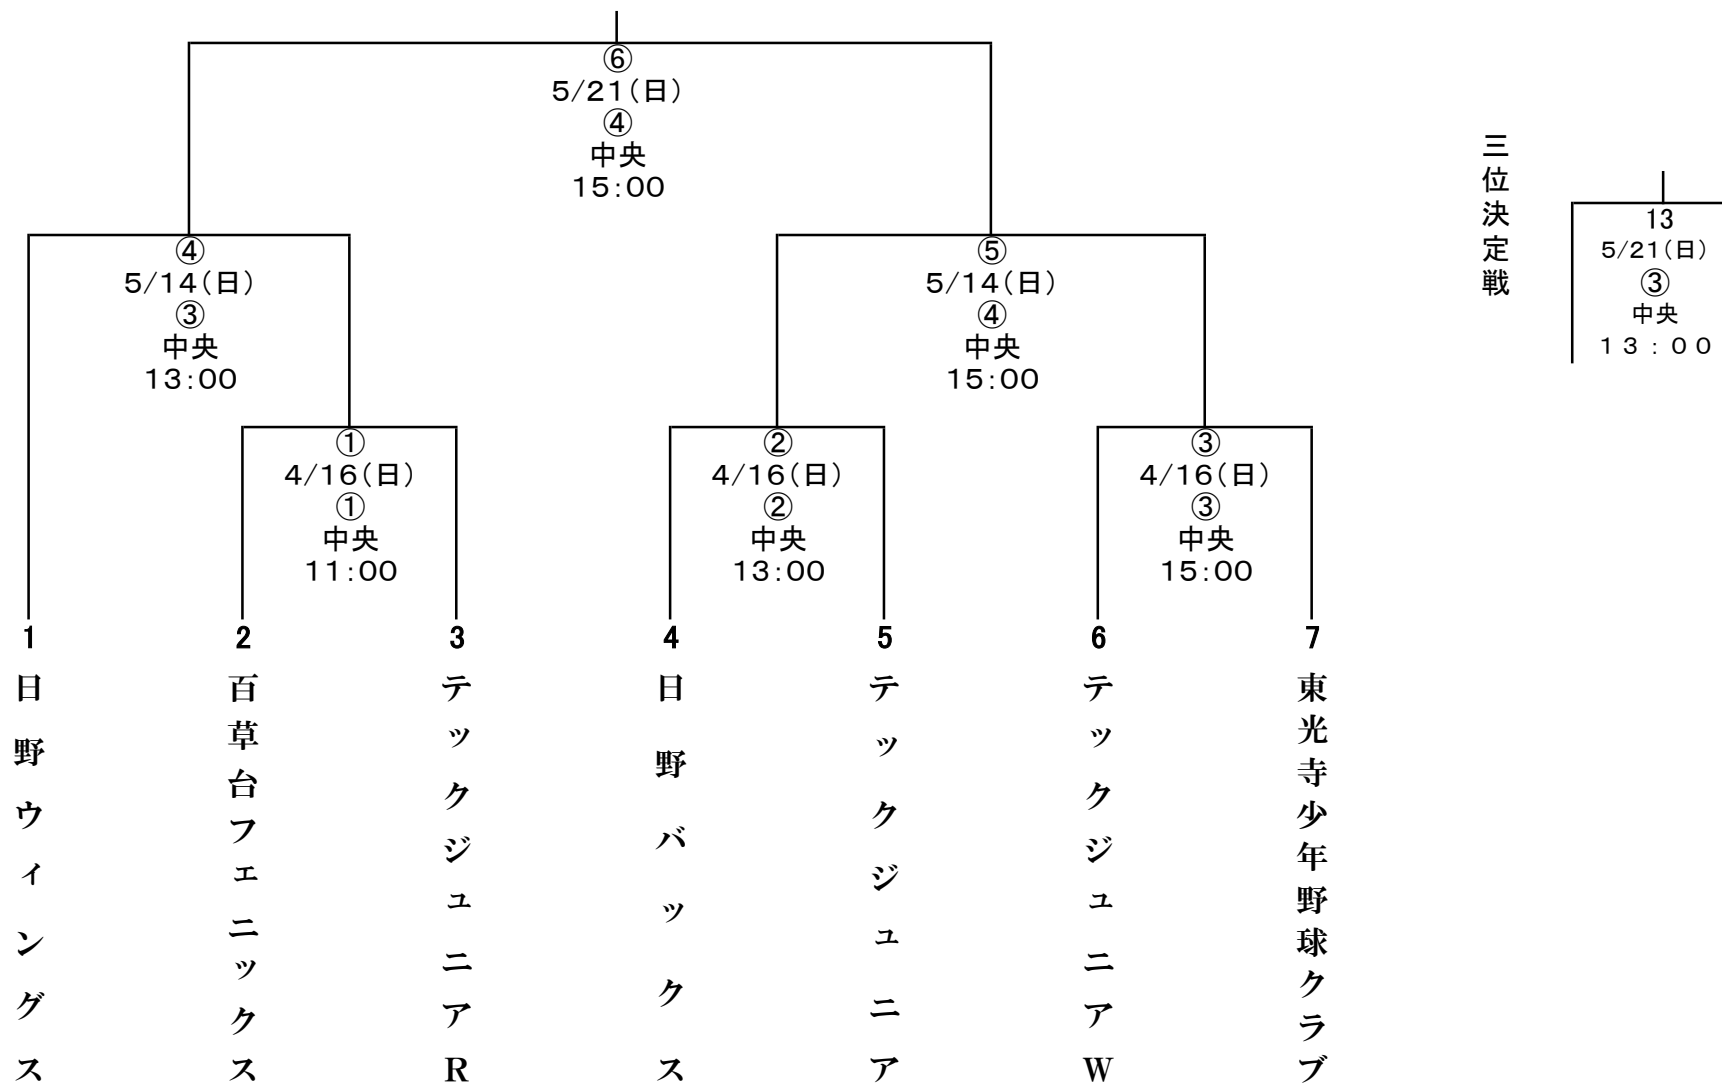 ⑥
5/21(日)
④
中央
15:00
三位決定戦
13
5/21(日)
③
中央
13:00
④
5/14(日)
③
中央
13:00
⑤
5/14(日)
④
中央
15:00
①
4/16(日)
①
中央
11:00
②
4/16(日)
②
中央
13:00
③
4/16(日)
③
中央
15:00
1
日野ウィングス
2
百草台フェニックス
3
テックジュニアR
4
日野バックス
5
テックジュニア
6
テックジュニアW
7
東光寺少年野球クラブ